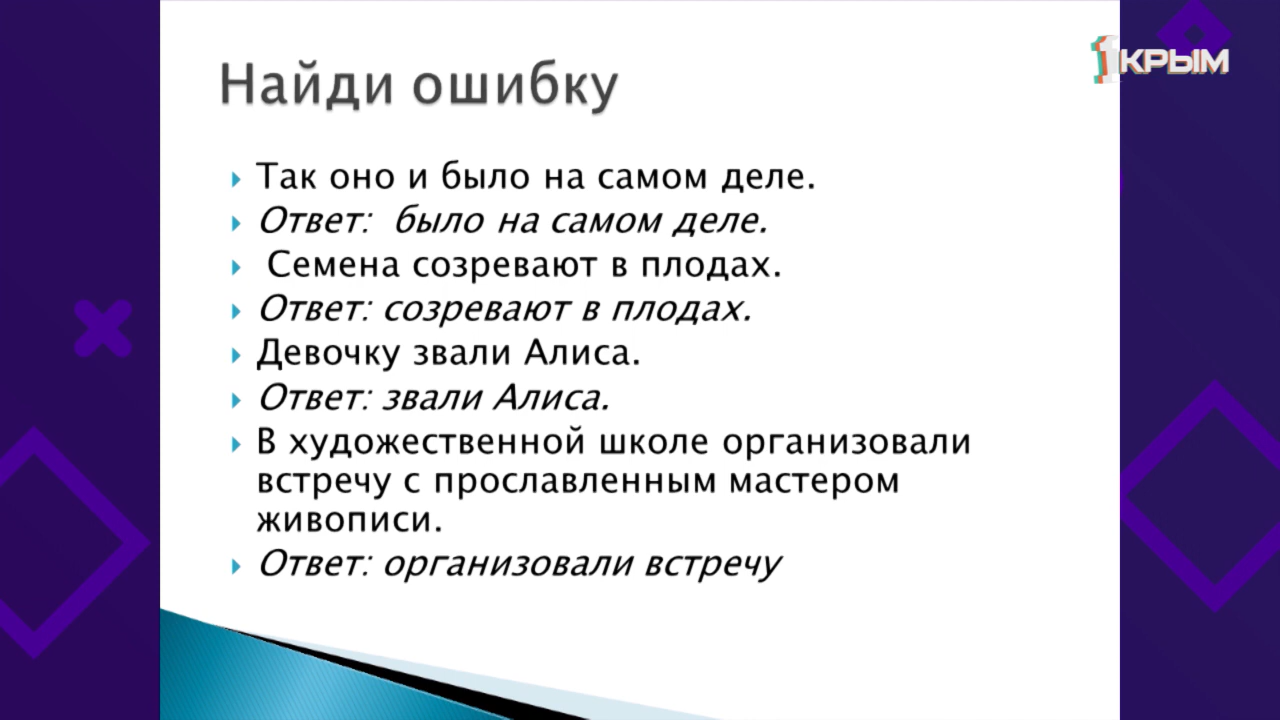 1КРЫМ
Найди ошибку
Так оно и было на самом деле.
Ответ: было на самом деле.
Семена созревают в плодах.
Ответ: созревают в плодах.
Девочку звали Алиса.
Ответ: звали Алиса.
В художественной школе организовали
встречу с прославленным мастером
живописи.
Ответ: организовали встречу